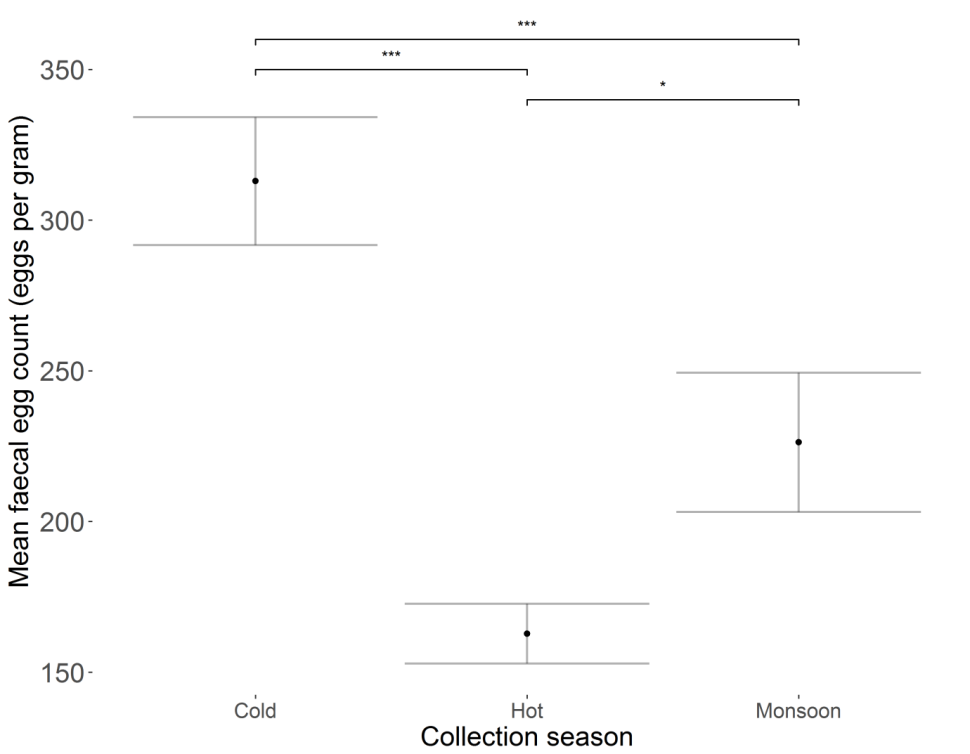 ***
***
*
350
300
250
200
150
Mean faecal egg count (eggs per gram)
Cold Hot Monsoon
Collection season